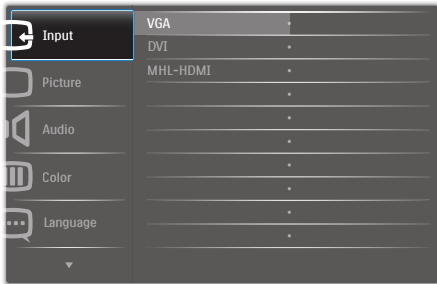 Input
Picture
Audio
Color
Language
VGA
DVI
MHL-HDMI